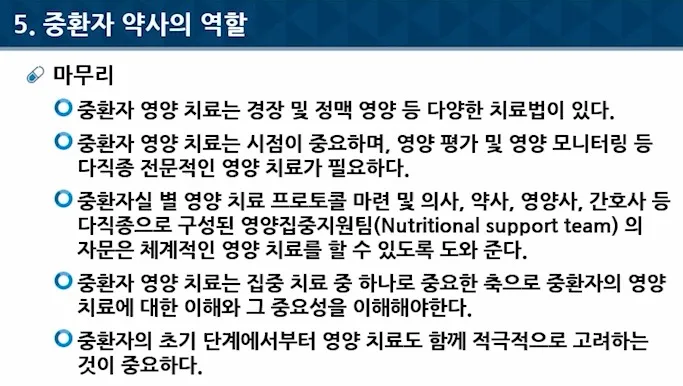 5. 중환자 약사의 역할
마무리
중환자 영양 치료는 경장 및 정맥 영양 등 다양한 치료법이 있다.
중환자 영양 치료는 시점이 중요하며, 영양 평가 및 영양 모니터링 등
다직종 전문적인 영양 치료가 필요하다.
중환자실 별 영양 치료 프로토콜 마련 및 의사, 약사, 영양사, 간호사 등
다직종으로 구성된 영양집중지원팀(Nutritional support team) 의
자문은 체계적인 영양 치료를 할 수 있도록 도와 준다.
중환자 영양 치료는 집중 치료 중 하나로 중요한 축으로 중환자의 영양
치료에 대한 이해와 그 중요성을 이해해야한다.
중환자의 초기 단계에서부터 영양 치료도 함께 적극적으로 고려하는
것이 중요하다.